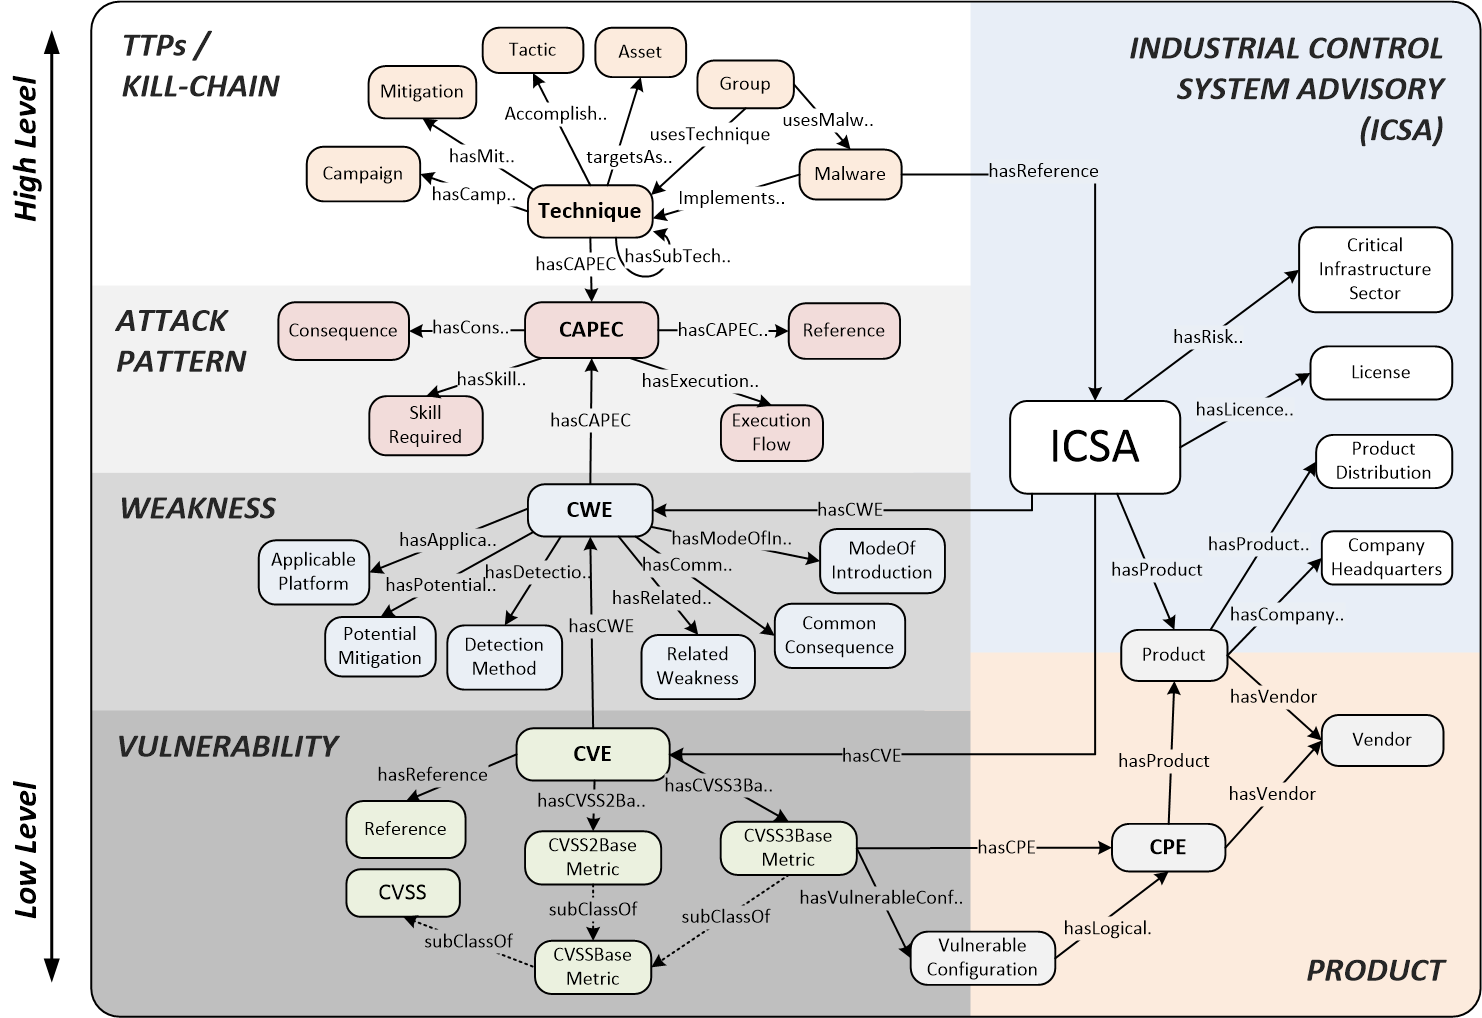 High Level
Low Level
TTPs /
KILL-CHAIN
Tactic
Asset
Mitigation
Group
Campaign
Malware
Technique
Accomplish..
usesMalw..
usesTechnique
hasMit..
targetsAs..
hasCamp..
Implements..
hasSubTech..
hasCAPEC
hasReference
INDUSTRIAL CONTROL
SYSTEM ADVISORY
(ICSA)
Critical
Infrastructure
Sector
hasRisk..
License
hasLicence..
ICSA
Product
Distribution
hasProduct..
Company
Headquarters
hasCompany..
hasProduct
Product
ATTACK
PATTERN
Consequence
hasCons..
CAPEC
hasCAPEC..
Reference
hasSkill..
hasExecution..
Skill
Required
Execution
Flow
hasCAPEC
WEAKNESS
CWE
hasCWE
hasApplica..
hasModeOfIn..
Applicable
Platform
hasPotential..
hasDetectio..
hasComm..
ModeOf
Introduction
hasRelated..
hasCWE
Potential
Mitigation
Detection
Method
Related
Weakness
Common
Consequence
VULNERABILITY
CVE
hasCVE
hasReference
hasCVSS2Ba..
hasCVSS3Ba..
Reference
CVSS2Base
Metric
CVSS3Base
Metric
CVSS
subClassOf
subClassOf
subClassOf
CVSSBase
Metric
hasCPE
hasVulnerableConf..
Vulnerable
Configuration
hasLogical.
CPE
hasProduct
hasVendor
hasVendor
Vendor
PRODUCT